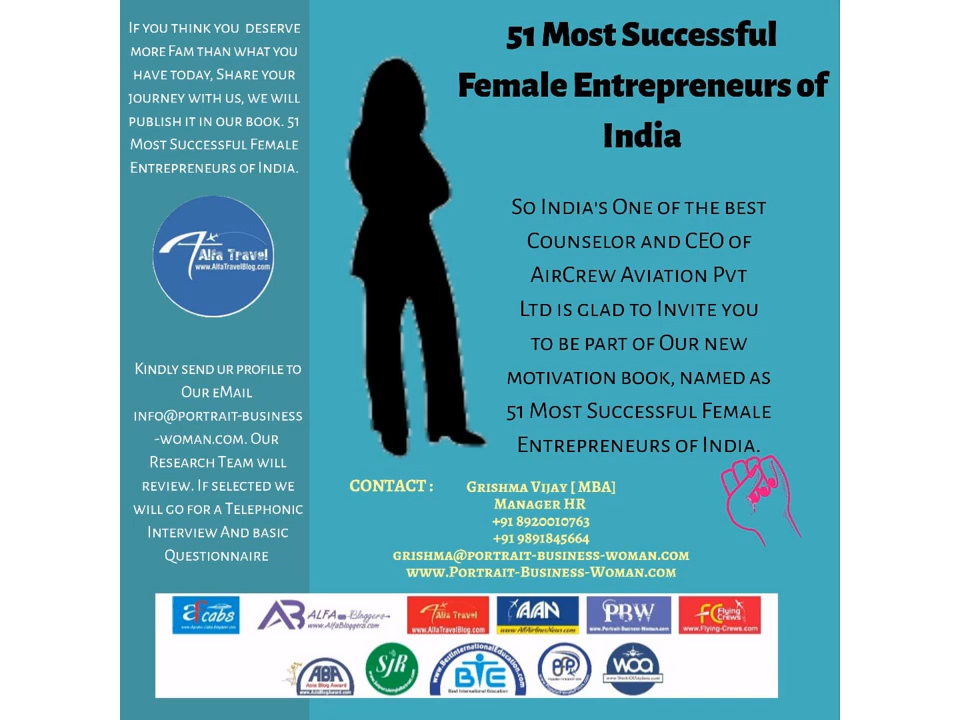 If you think you deserve
more Fam than what you
have today, Share your
journey with us, we will
publish it in our book. 51
Most Successful Female
Entrepreneurs of India.
Alfa Travel
www.AlfaTravelBlog.com
Kindly send ur profile to
Our eMail
info@portrait-business
-woman.com. Our
Research Team will
review. If selected we
will go for a Telephonic
Interview And basic
Questionnaire
51 Most Successful
Female Entrepreneurs of
India
So India's One of the best
Counselor and CEO of
AirCrew Aviation Pvt
Ltd is glad to Invite you
to be part of Our new
motivation book, named as
51 Most Successful Female
Entrepreneurs of India.
CONTACT :
Grishma Vijay [ MBA]
Manager HR
+91 8920010763
+91 9891845664
grishma@portrait-business-woman.com
www.Portrait-Business-Woman.com
cabs
ALFA Bloggers
www.AlfaBloggers.com
Alfa Travel
www.AlfaTravelBlog.com
AAN
www.AlfAirlinesNews.com
PBW
www.Portrait-Business-Woman.com
FC Flying Crews
www.Flying-Crews.com
ABA
Asia Blog Award
SJR
www.BestInternationalEducation.com
BIE
Best International Education
WOA